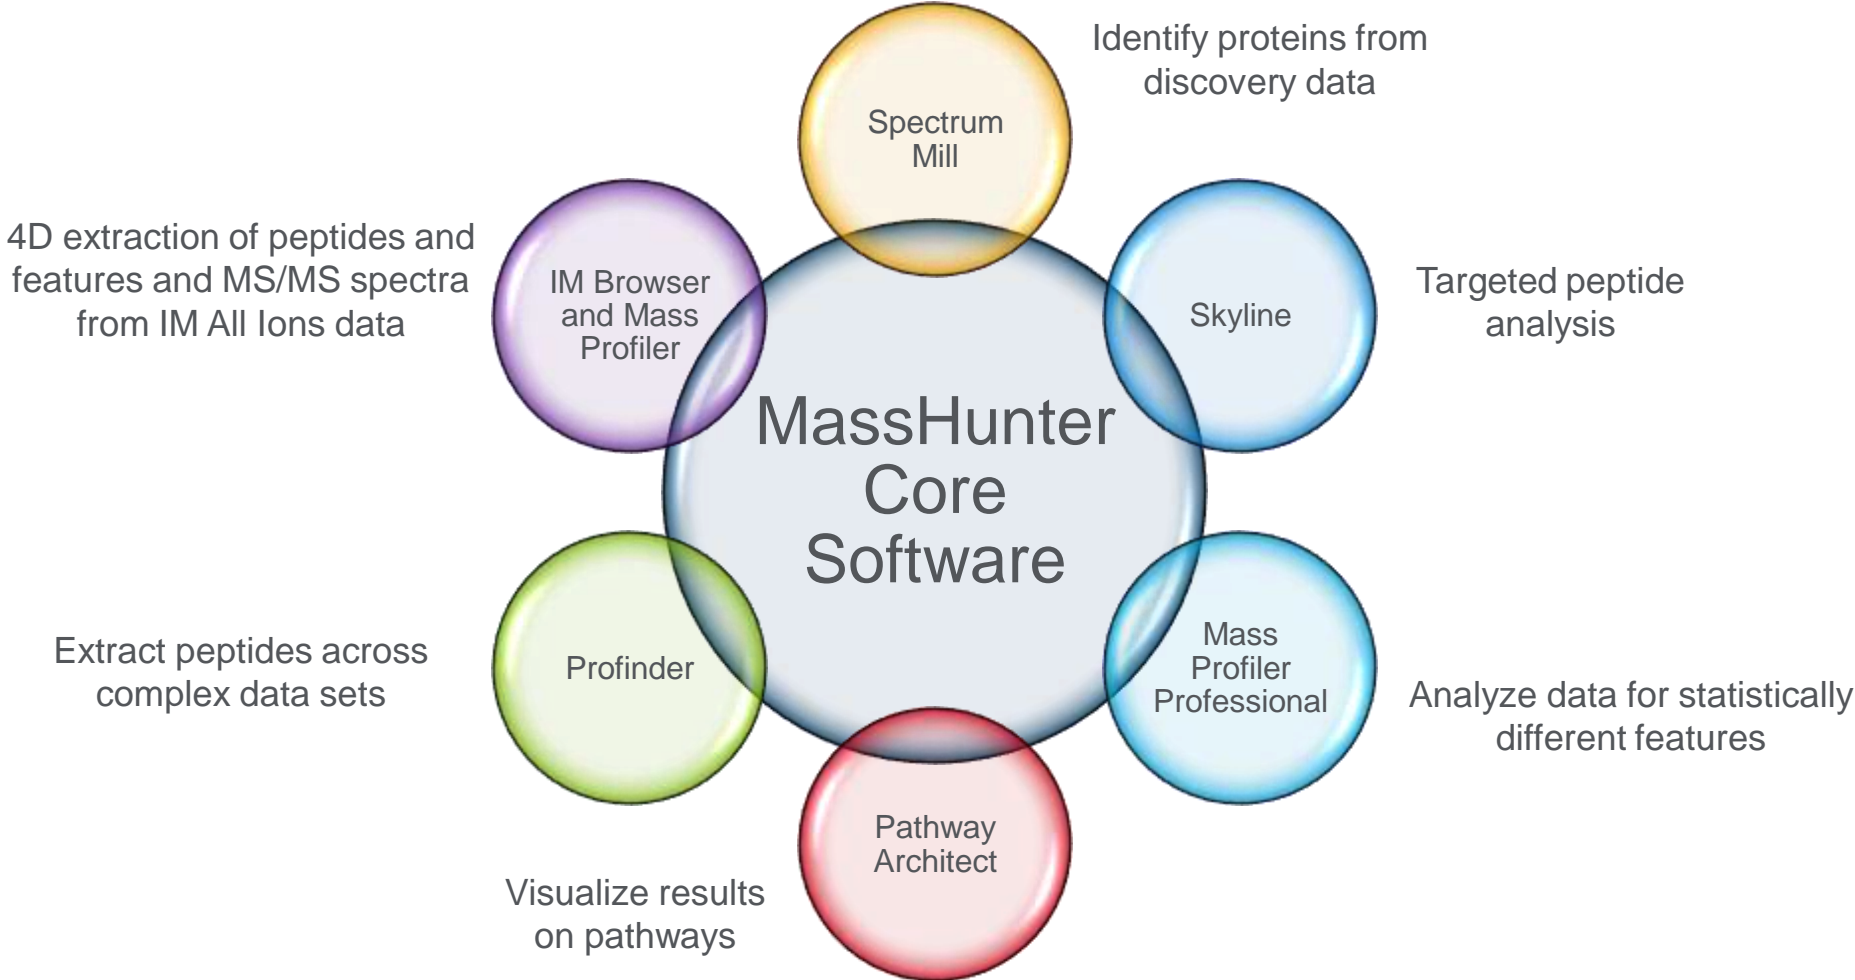 Identify proteins from
discovery data
Spectrum
Mill
4D extraction of peptides and
features and MS/MS spectra
from IM All Ions data
IM Browser
and Mass
Profiler
Skyline
Targeted peptide
analysis
MassHunter
Core
Software
Extract peptides across
complex data sets
Profinder
Mass
Profiler
Professional
Analyze data for statistically
different features
Pathway
Architect
Visualize results
on pathways